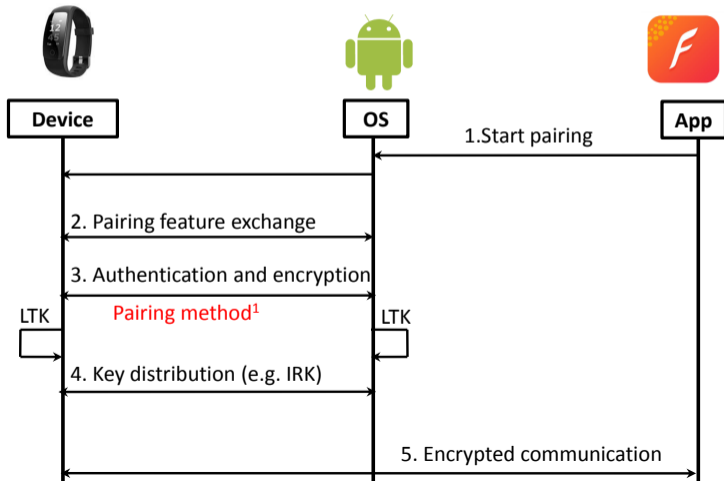 Device
OS
App
1.Start pairing
2. Pairing feature exchange
3. Authentication and encryption
LTK
Pairing method¹
LTK
4. Key distribution (e.g. IRK)
5. Encrypted communication